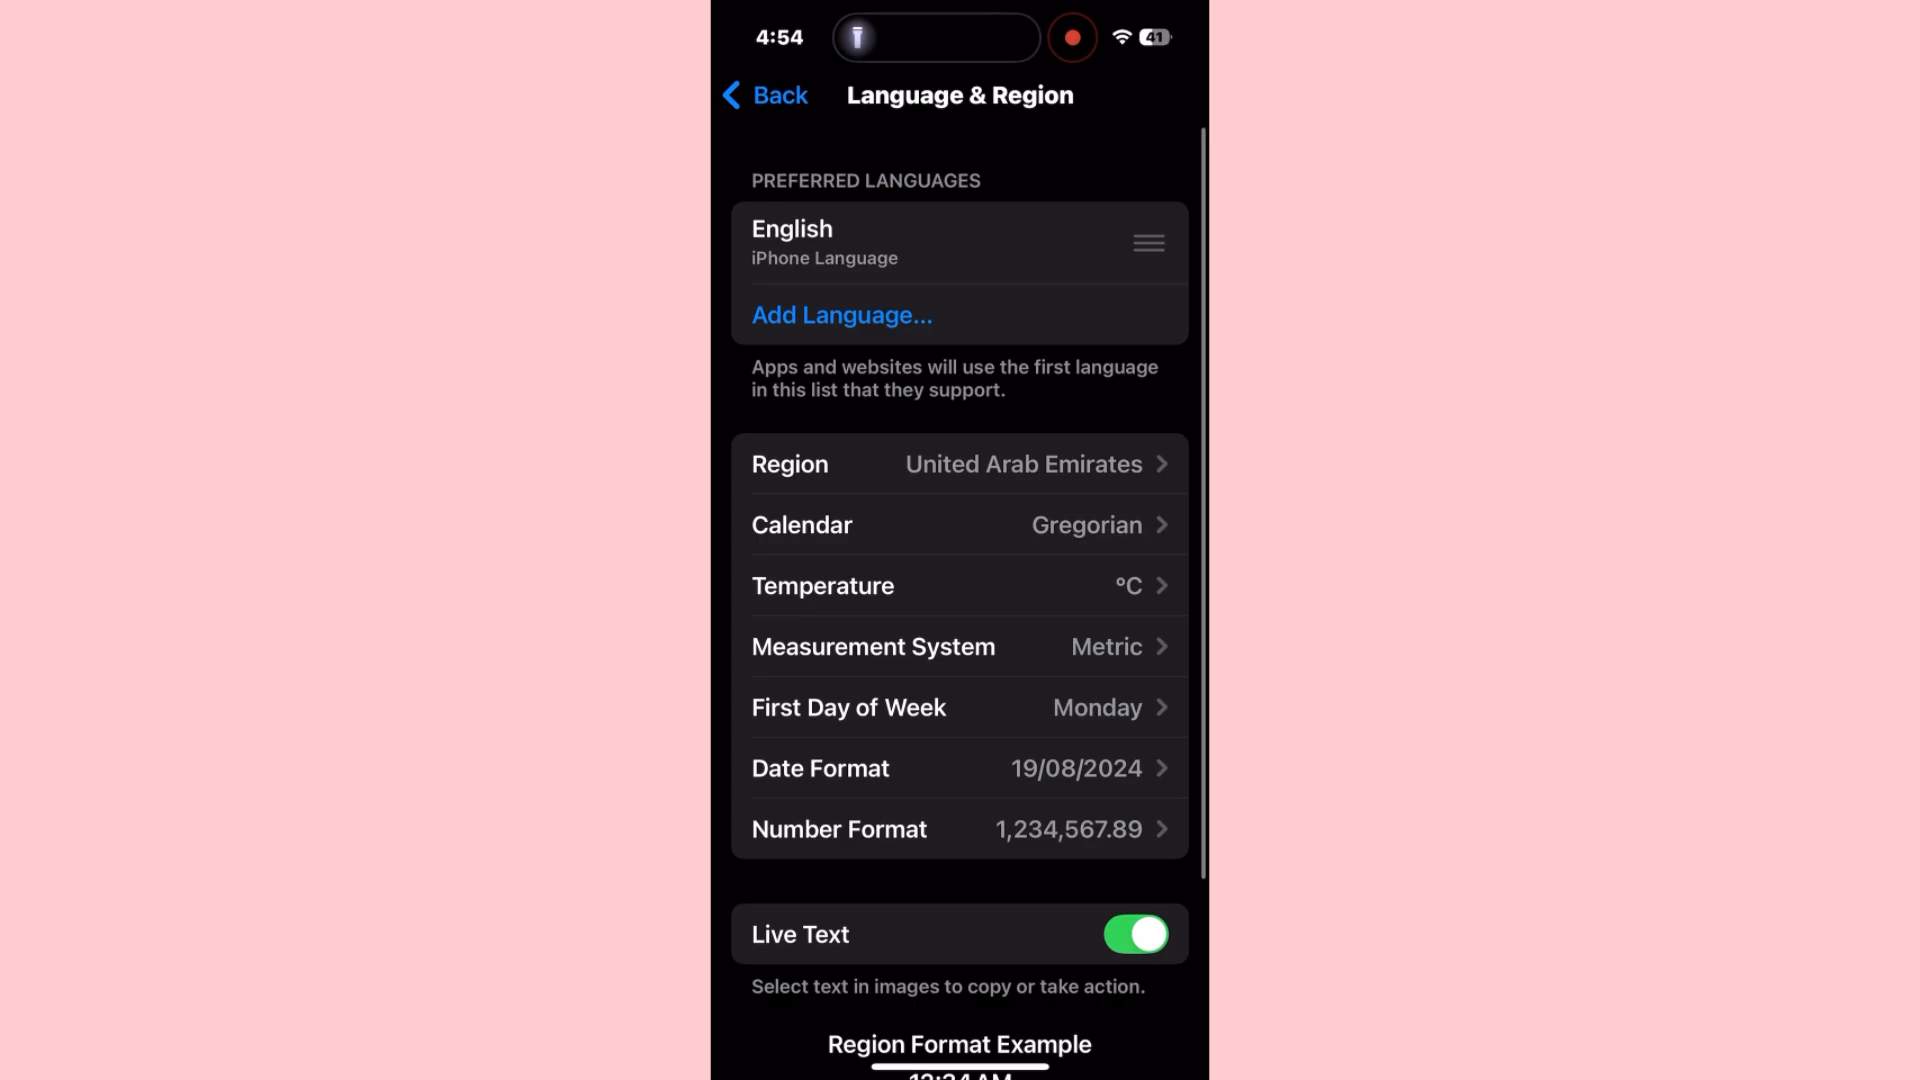 4:54
41
Back
Language & Region
PREFERRED LANGUAGES
English
iPhone Language
Add Language...
Apps and websites will use the first language
in this list that they support.
Region United Arab Emirates
Calendar Gregorian
Temperature °C
Measurement System Metric
First Day of Week Monday
Date Format 19/08/2024
Number Format 1,234,567.89
Live Text
Select text in images to copy or take action.
Region Format Example
12:34 AM